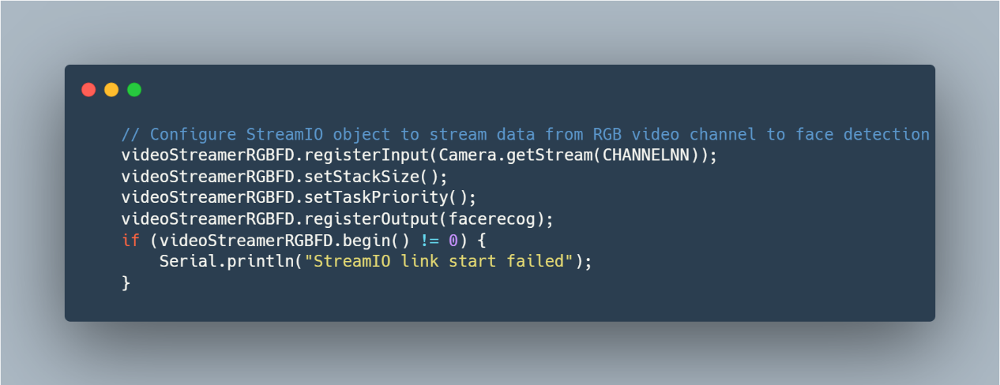 // Configure StreamIO object to stream data from RGB video channel to face detection
videoStreamerRGBFD.registerInput(Camera.getStream(CHANNELNN));
videoStreamerRGBFD.setStackSize();
videoStreamerRGBFD.setTaskPriority();
videoStreamerRGBFD.registerOutput(facerecog);
if (videoStreamerRGBFD.begin() != 0) {
    Serial.println("StreamIO link start failed");
}